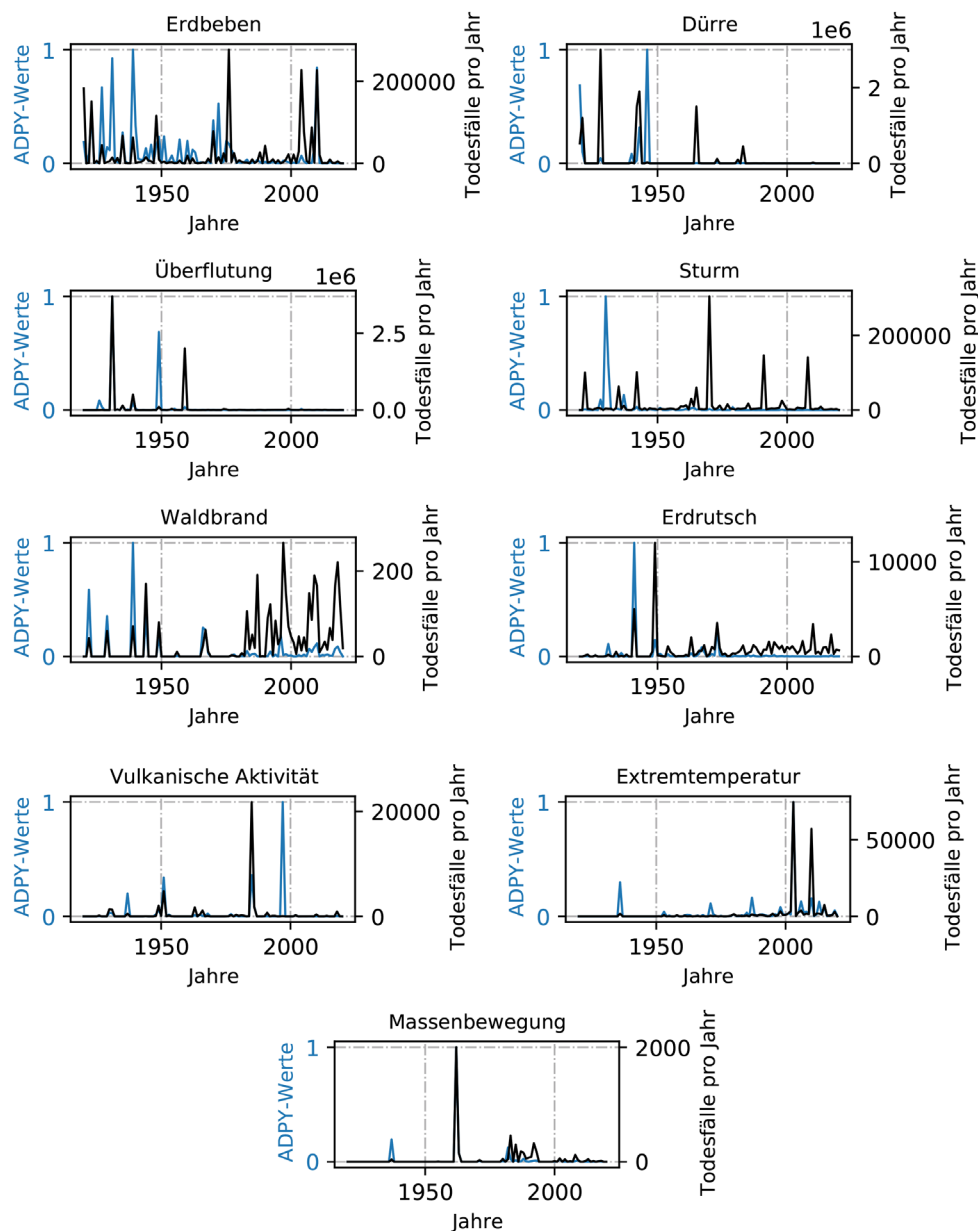 Erdbeben
1
0
ADPY-Werte
200000
0
Todesfälle pro Jahr
1950
2000
Jahre
Dürre
1e6
1
0
ADPY-Werte
2
0
Todesfälle pro Jahr
1950
2000
Jahre
Überflutung
1e6
1
0
ADPY-Werte
2.5
0.0
Todesfälle pro Jahr
1950
2000
Jahre
Sturm
1
0
ADPY-Werte
200000
0
Todesfälle pro Jahr
1950
2000
Jahre
Waldbrand
1
0
ADPY-Werte
200
0
Todesfälle pro Jahr
1950
2000
Jahre
Erdrutsch
1
0
ADPY-Werte
10000
0
Todesfälle pro Jahr
1950
2000
Jahre
Vulkanische Aktivität
1
0
ADPY-Werte
20000
0
Todesfälle pro Jahr
1950
2000
Jahre
Extremtemperatur
1
0
ADPY-Werte
50000
0
Todesfälle pro Jahr
1950
2000
Jahre
Massenbewegung
1
0
ADPY-Werte
2000
0
Todesfälle pro Jahr
1950
2000
Jahre